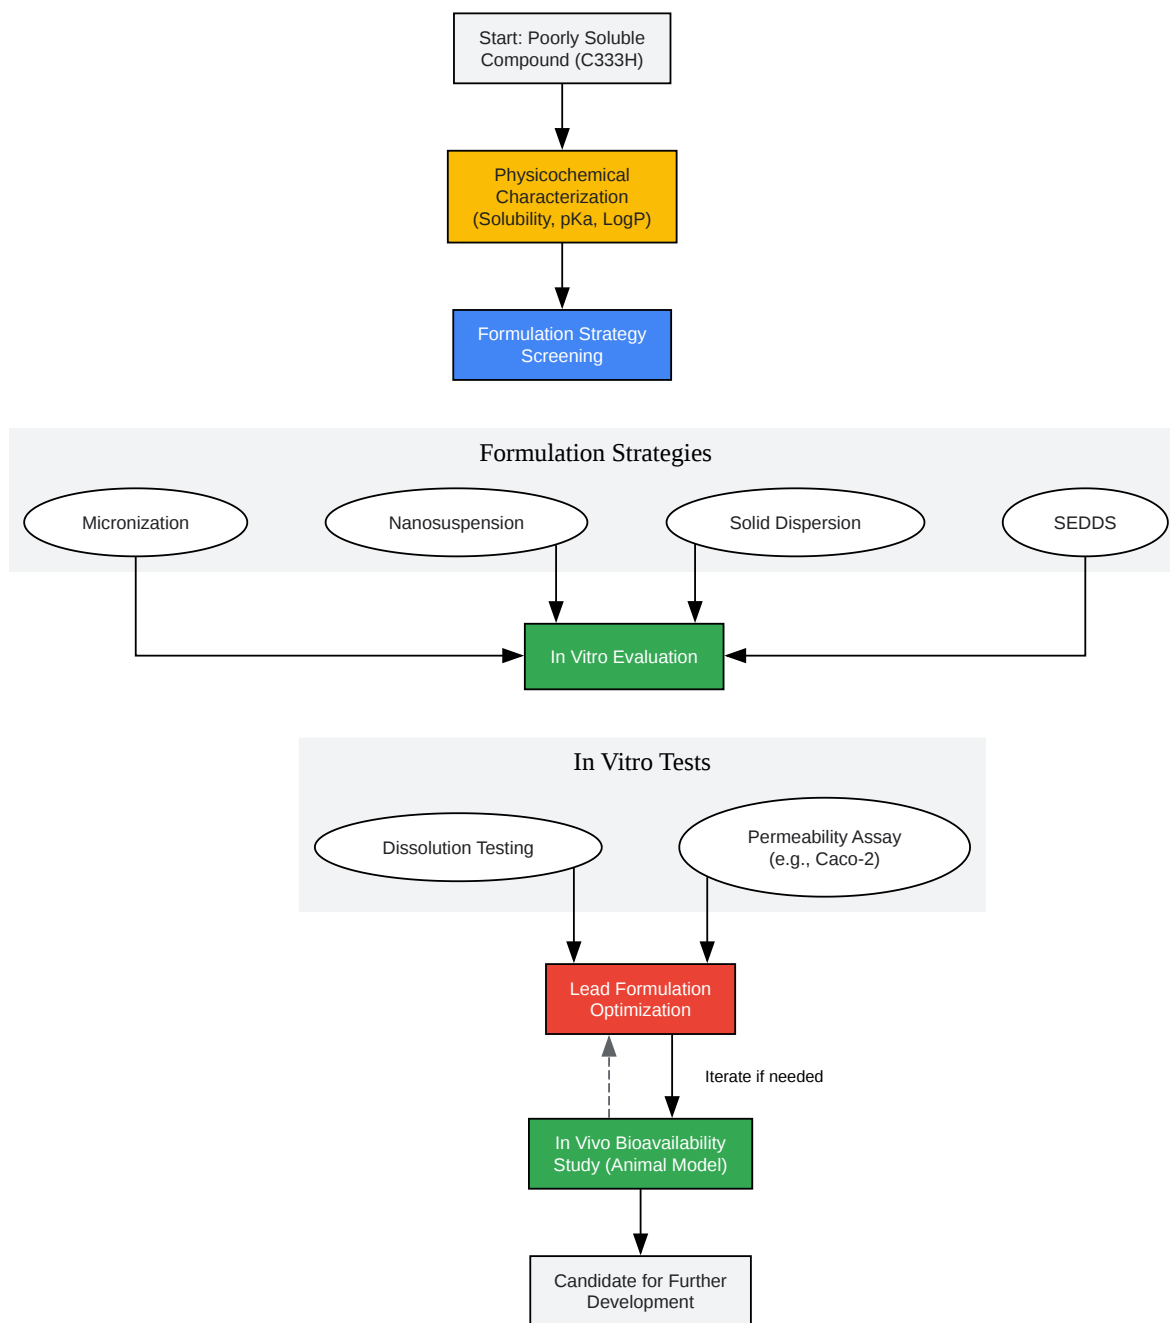 Start: Poorly Soluble
Compound (C333H)
Physicochemical
Characterization
(Solubility, pKa, LogP)
Formulation Strategy
Screening
Formulation Strategies
Micronization
Nanosuspension
Solid Dispersion
SEDDS
In Vitro Evaluation
In Vitro Tests
Dissolution Testing
Permeability Assay
(e.g., Caco-2)
Lead Formulation
Optimization
Iterate if needed
In Vivo Bioavailability
Study (Animal Model)
Candidate for Further
Development